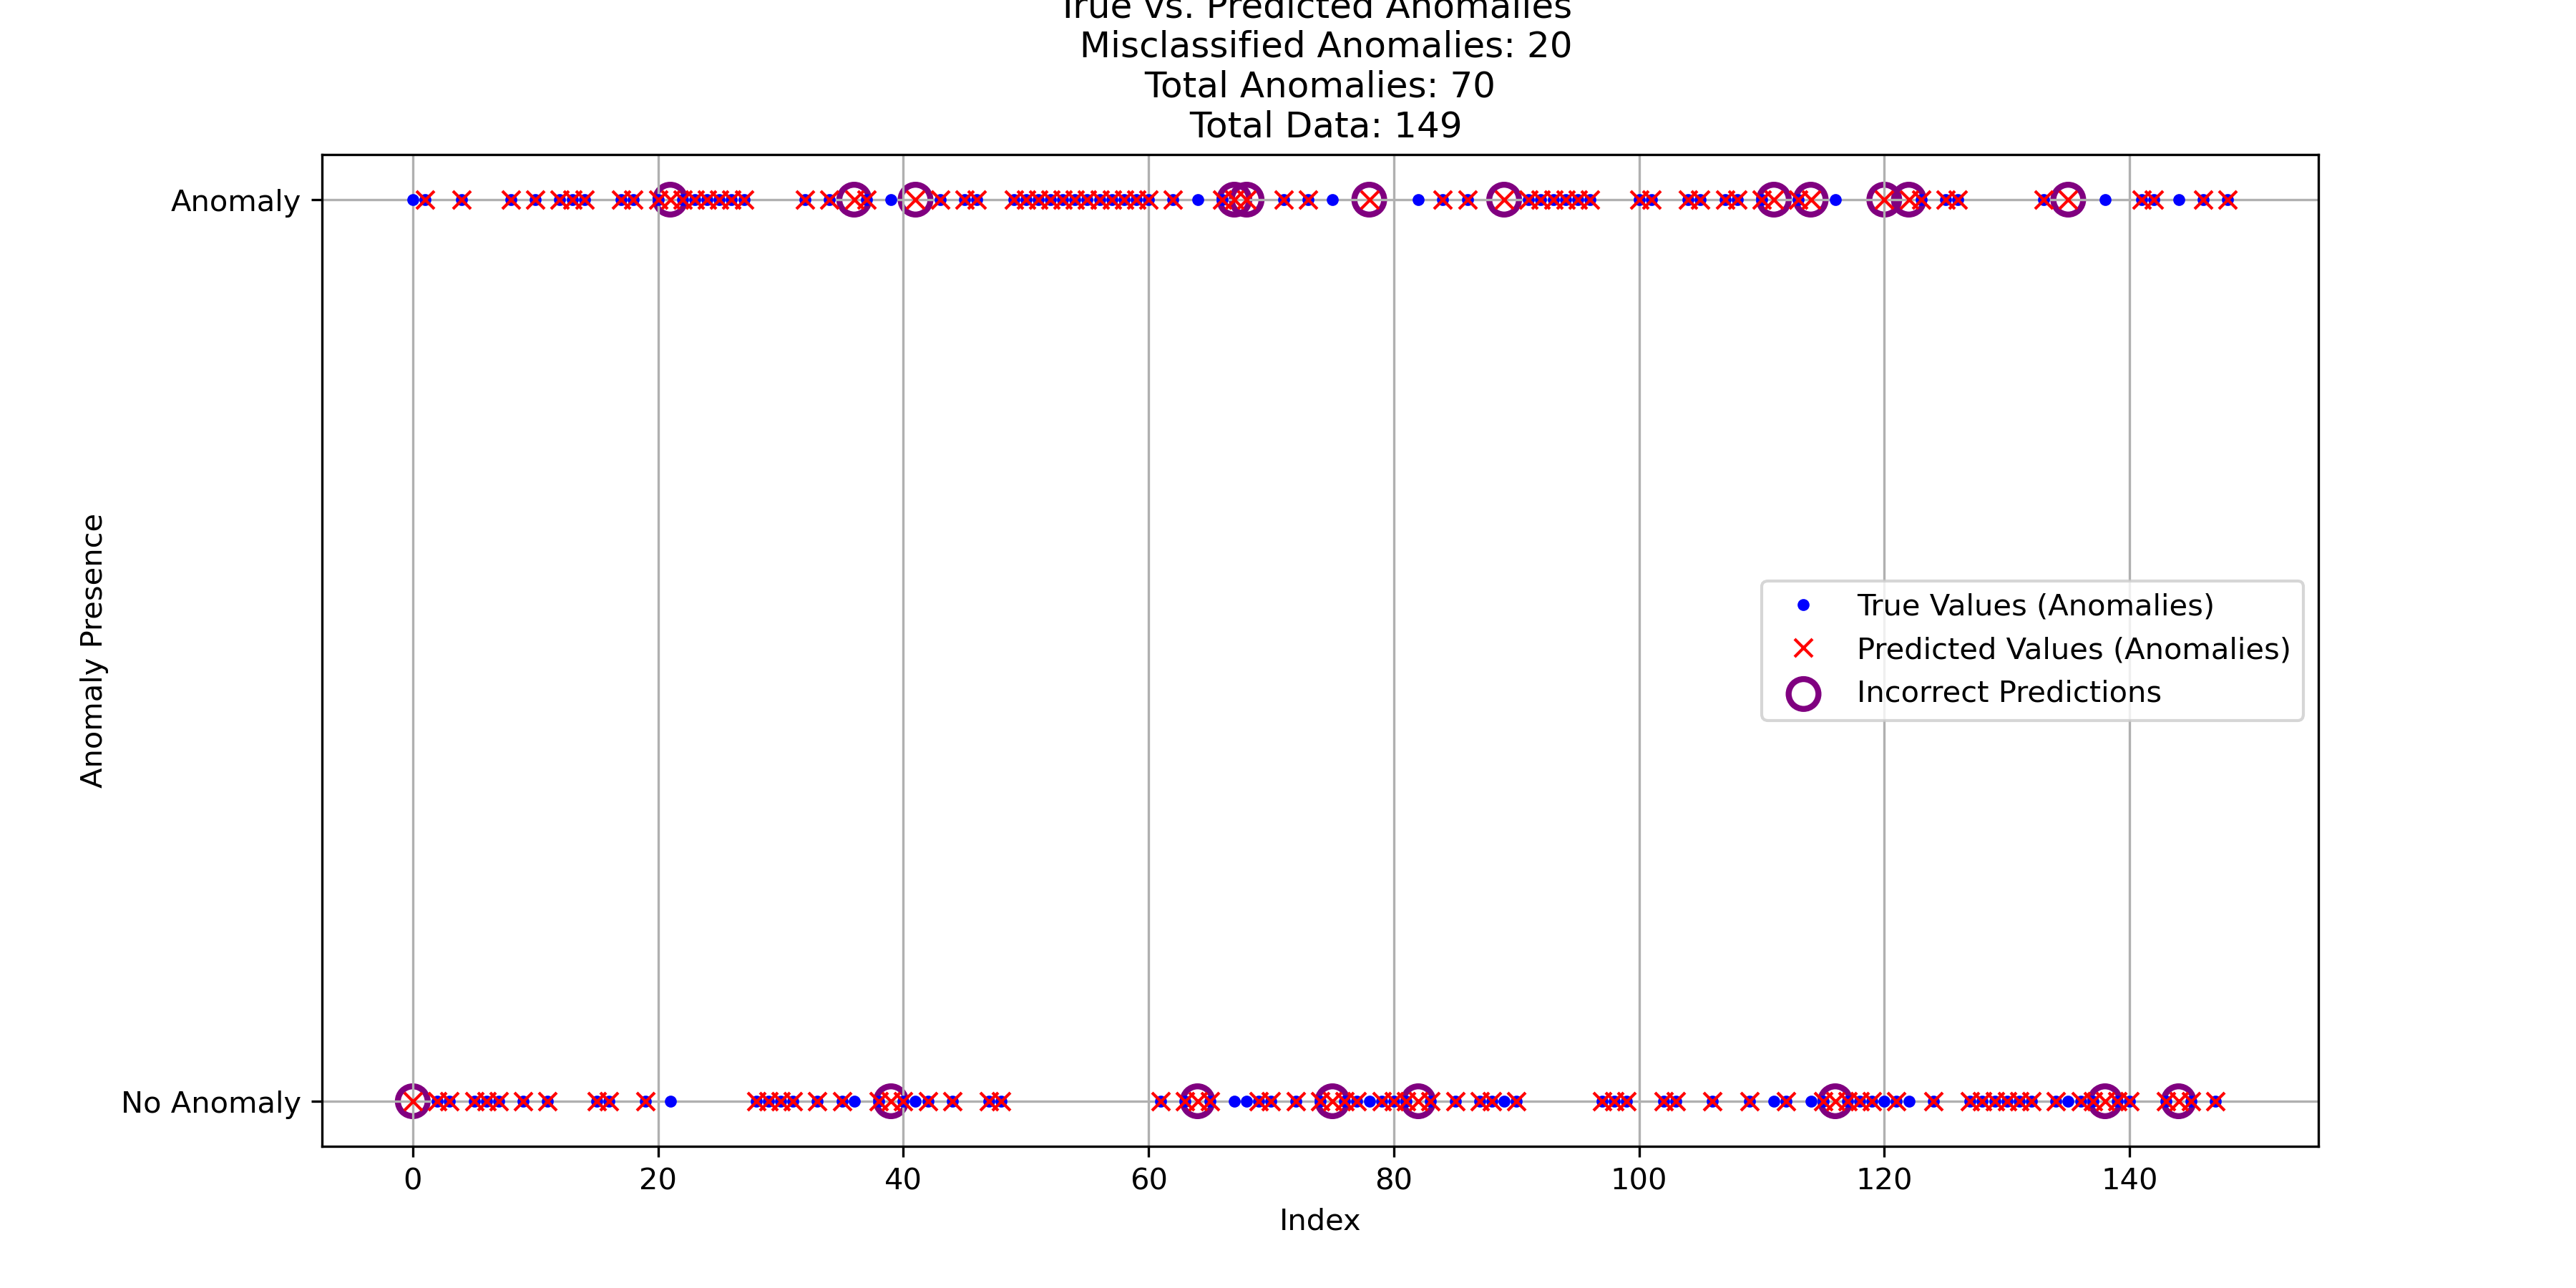 True vs. Predicted Anomalies
Misclassified Anomalies: 20
Total Anomalies: 70
Total Data: 149
Anomaly
Anomaly Presence
True Values (Anomalies)
Predicted Values (Anomalies)
Incorrect Predictions
No Anomaly
0 20 40 60 80 100 120 140
Index